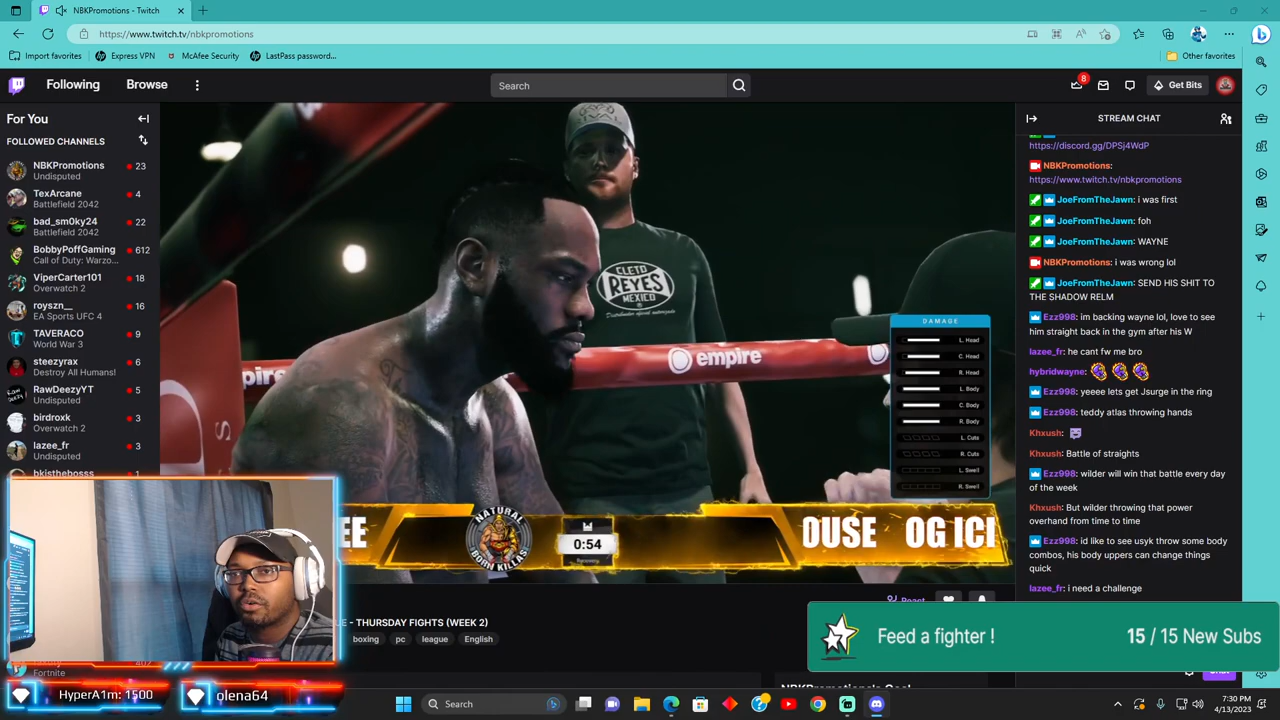 NBKPromotions - Twitch
https://www.twitch.tv/nbkpromotions
Import favorites
Express VPN
McAfee Security
LastPass password...
Other favorites
Following
Browse
Search
8
Get Bits
For You
FOLLOWED CHANNELS
NBKPromotions 23
Undisputed
TexArcane 4
Battlefield 2042
bad_sm0ky24 22
Battlefield 2042
BobbyPoffGaming 612
Call of Duty: Warzo...
ViperCarter101 18
Overwatch 2
royszn__ 16
EA Sports UFC 4
TAVERACO 9
World War 3
steezyrax 6
Destroy All Humans!
RawDeezyYT 5
Battlefield 2042
birdroxk 3
Overwatch 2
lazee_fr 3
Undisputed
bkisthebosss 1
Fortnite
CLETO
REYES
MEXICO
empire
DAMAGE
L. Head
C. Head
R. Head
L. Body
C. Body
R. Body
L. Cuts
R. Cuts
L. Swell
R. Swell
EE
NATURAL
BORN KILLAS
0:54
OUSE OG ICI
React
UE - THURSDAY FIGHTS (WEEK 2)
boxing
pc
league
English
STREAM CHAT
https://discord.gg/DPSj4WdP
NBKPromotions:
https://www.twitch.tv/nbkpromotions
JoeFromTheJawn: i was first
JoeFromTheJawn: foh
JoeFromTheJawn: WAYNE
NBKPromotions: i was wrong lol
JoeFromTheJawn: SEND HIS SHIT TO
THE SHADOW RELM
Ezz998: im backing wayne lol, love to see
him straight back in the gym after his W
lazee_fr: he cant fw me bro
hybridwayne:
Ezz998: yeeee lets get Jsurge in the ring
Ezz998: teddy atlas throwing hands
Khxush:
Khxush: Battle of straights
Ezz998: wilder will win that battle every day
of the week
Khxush: But wilder throwing that power
overhand from time to time
Ezz998: id like to see usyk throw some body
combos, his body uppers can change things
quick
lazee_fr: i need a challenge
Feed a fighter !
15 / 15 New Subs
HyperA1m: 1500
olena64
Search
7:30 PM
4/13/2023